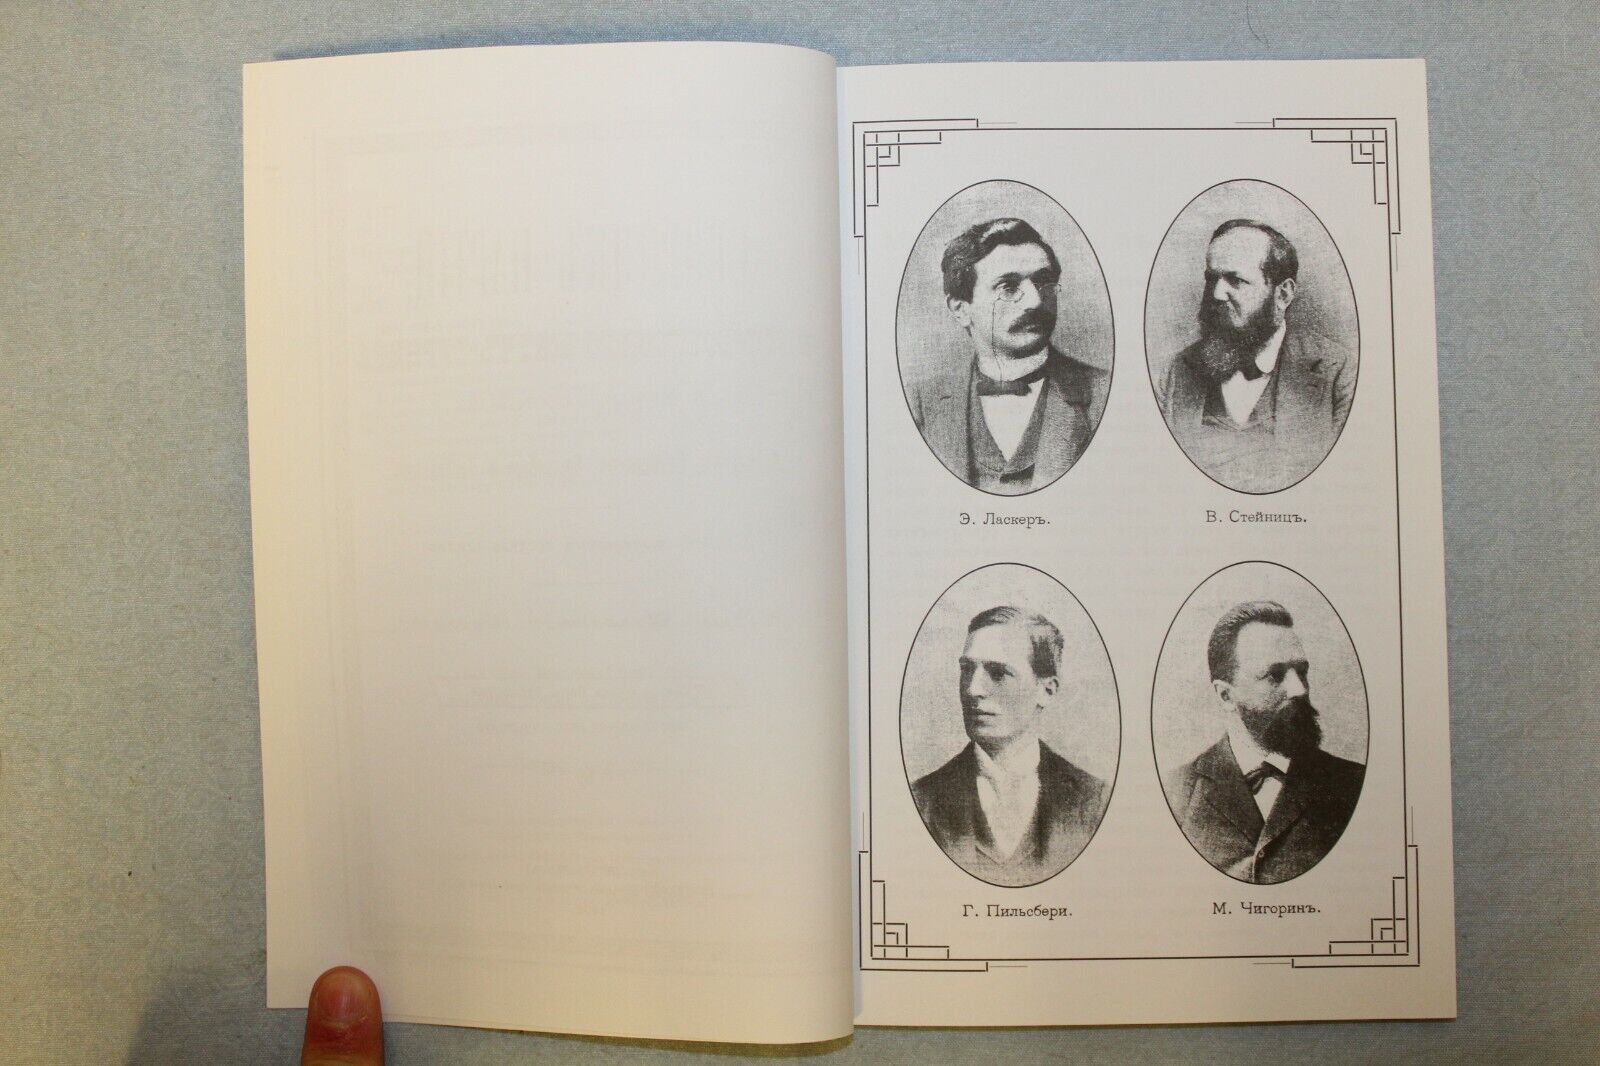 Э. Ласкеръ.
В. Стейницъ.
Г. Пильсбери.
М. Чигоринъ.